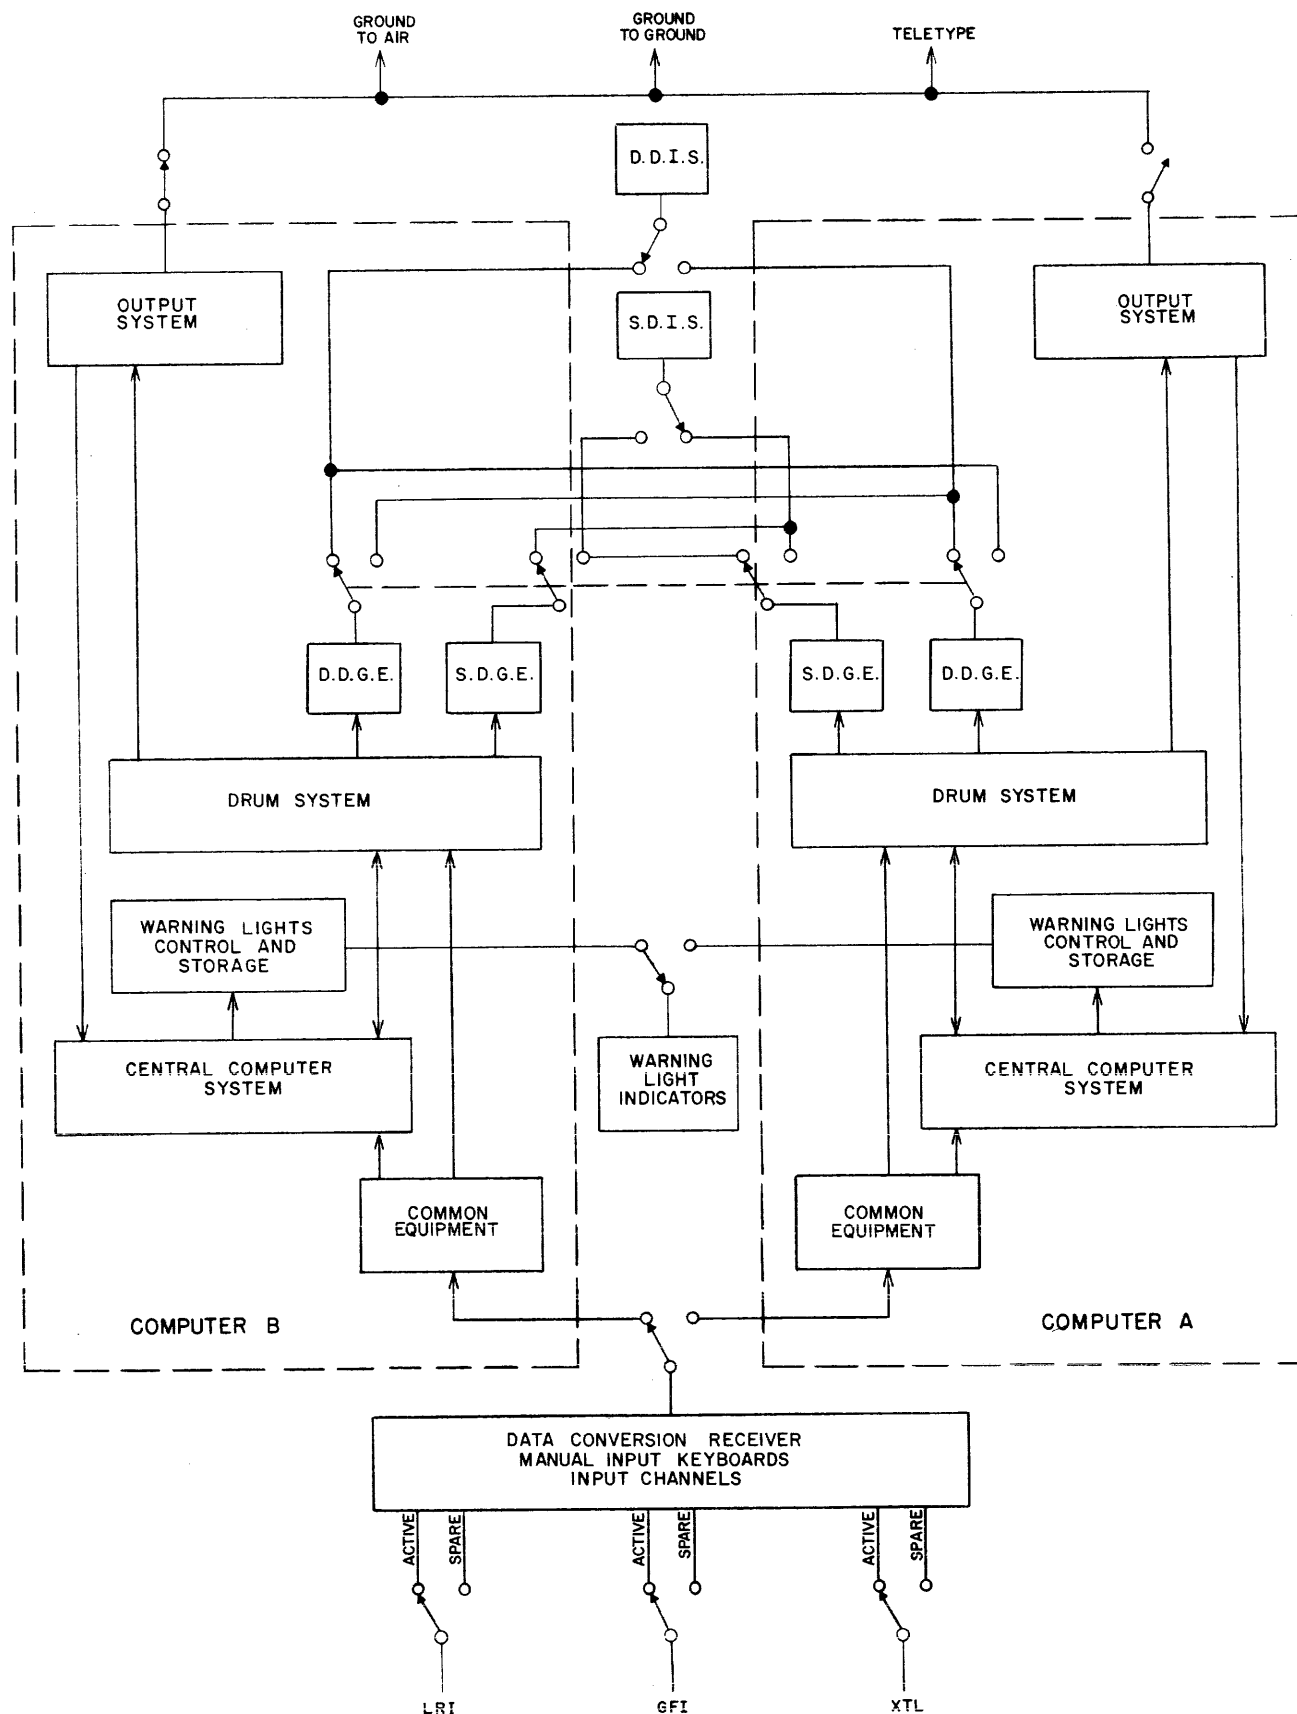 GROUND
TO AIR
GROUND
TO GROUND
TELETYPE
D.D.I.S.
OUTPUT
SYSTEM
S.D.I.S.
OUTPUT
SYSTEM
D.D.G.E.
S.D.G.E.
S.D.G.E.
D.D.G.E.
DRUM SYSTEM
DRUM SYSTEM
WARNING LIGHTS
CONTROL AND
STORAGE
WARNING LIGHTS
CONTROL AND
STORAGE
CENTRAL COMPUTER
SYSTEM
WARNING
LIGHT
INDICATORS
CENTRAL COMPUTER
SYSTEM
COMMON
EQUIPMENT
COMMON
EQUIPMENT
COMPUTER B
COMPUTER A
DATA CONVERSION RECEIVER
MANUAL INPUT KEYBOARDS
INPUT CHANNELS
ACTIVE
SPARE
ACTIVE
SPARE
ACTIVE
SPARE
LRI
GFI
XTL